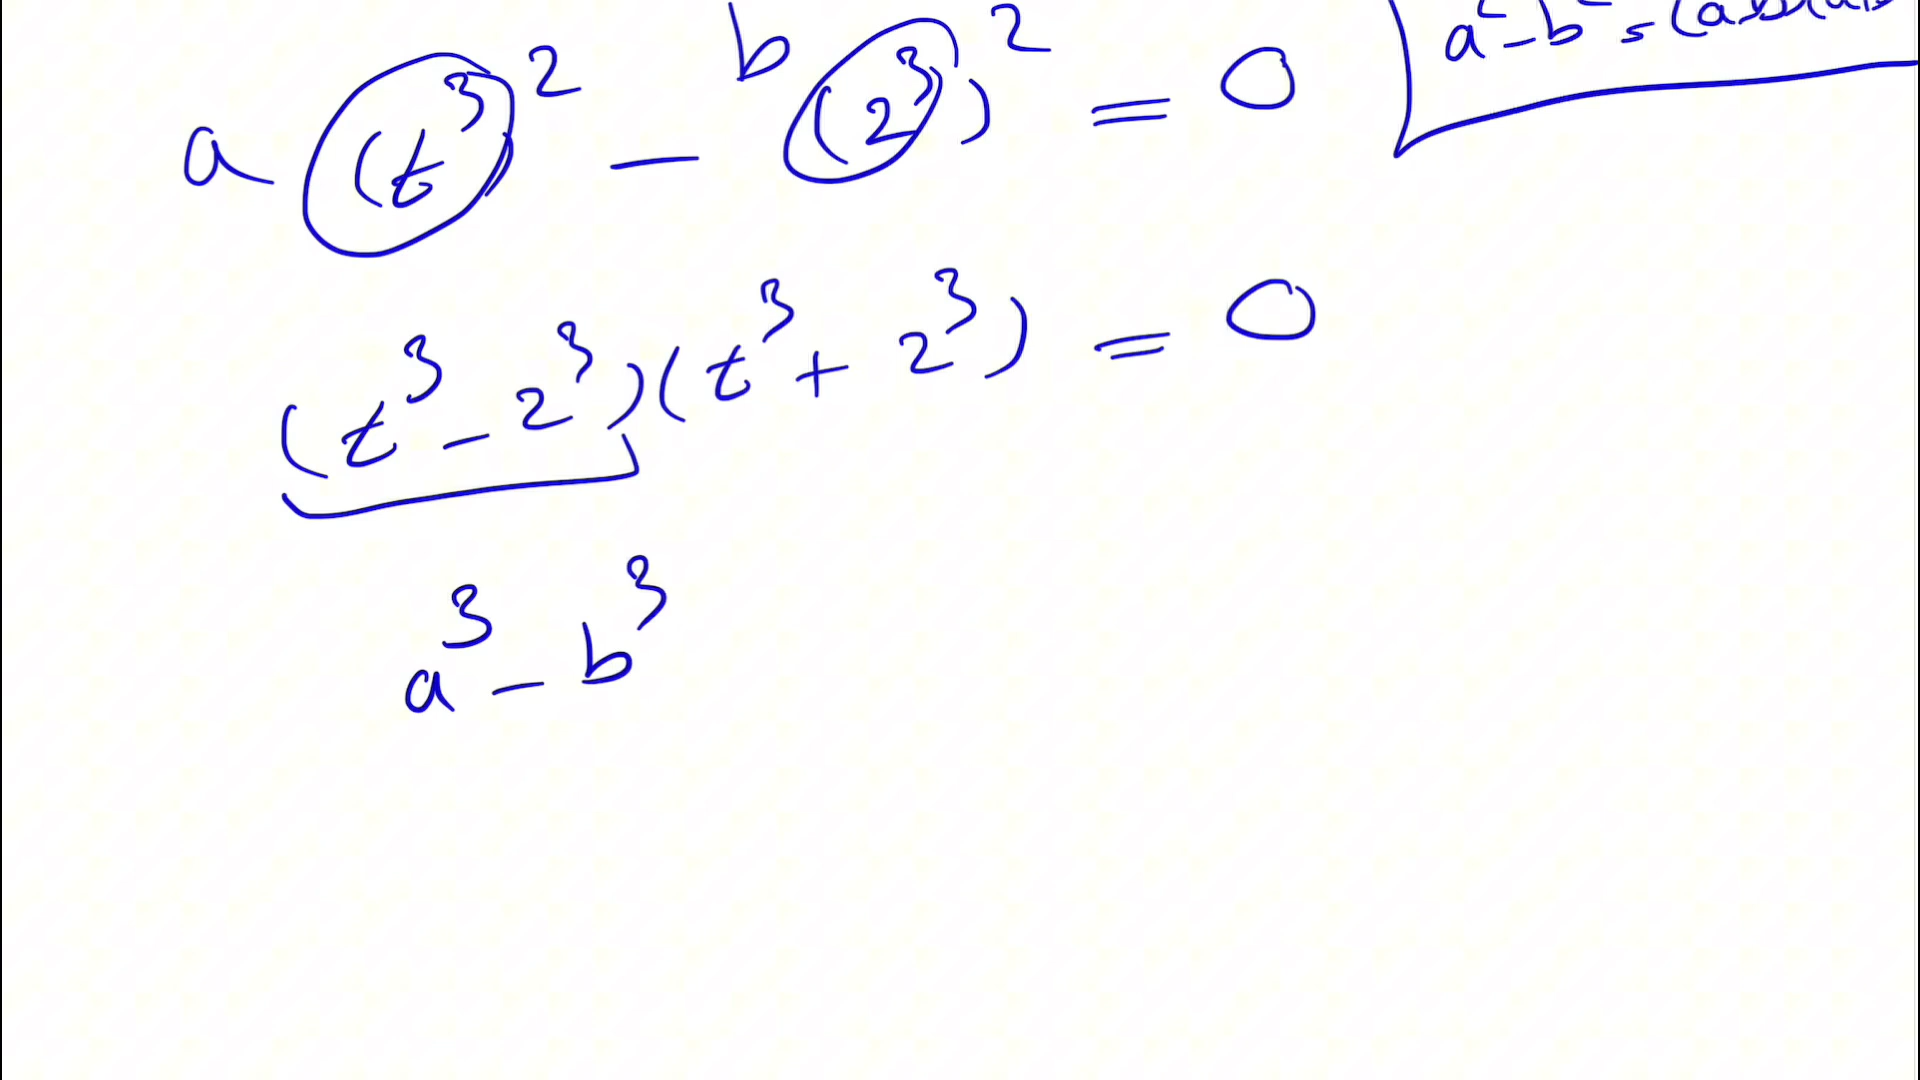 a (t³)² − b (2³)² = 0
a² − b² = (a
(t³ − 2³)(t³ + 2³) = 0
a³ − b³